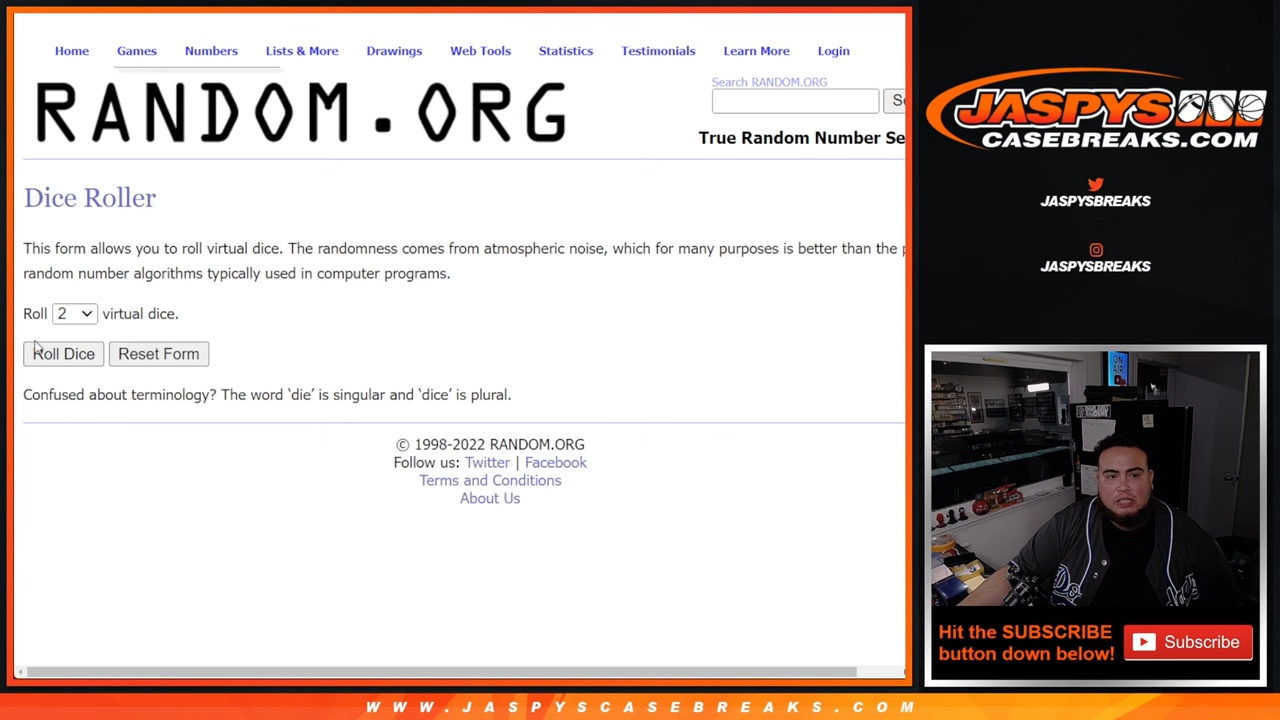 Home Games Numbers Lists & More Drawings Web Tools Statistics Testimonials Learn More Login
RANDOM.ORG
Search RANDOM.ORG
True Random Number Se
Dice Roller
This form allows you to roll virtual dice. The randomness comes from atmospheric noise, which for many purposes is better than the p
random number algorithms typically used in computer programs.
Roll 2 virtual dice.
Roll Dice Reset Form
Confused about terminology? The word ‘die’ is singular and ‘dice’ is plural.
© 1998-2022 RANDOM.ORG
Follow us: Twitter | Facebook
Terms and Conditions
About Us
JASPYS
CASEBREAKS.COM
JASPYSBREAKS
JASPYSBREAKS
ON
AIR
Hit the SUBSCRIBE
button down below!
Subscribe
WWW.JASPYSCASEBREAKS.COM